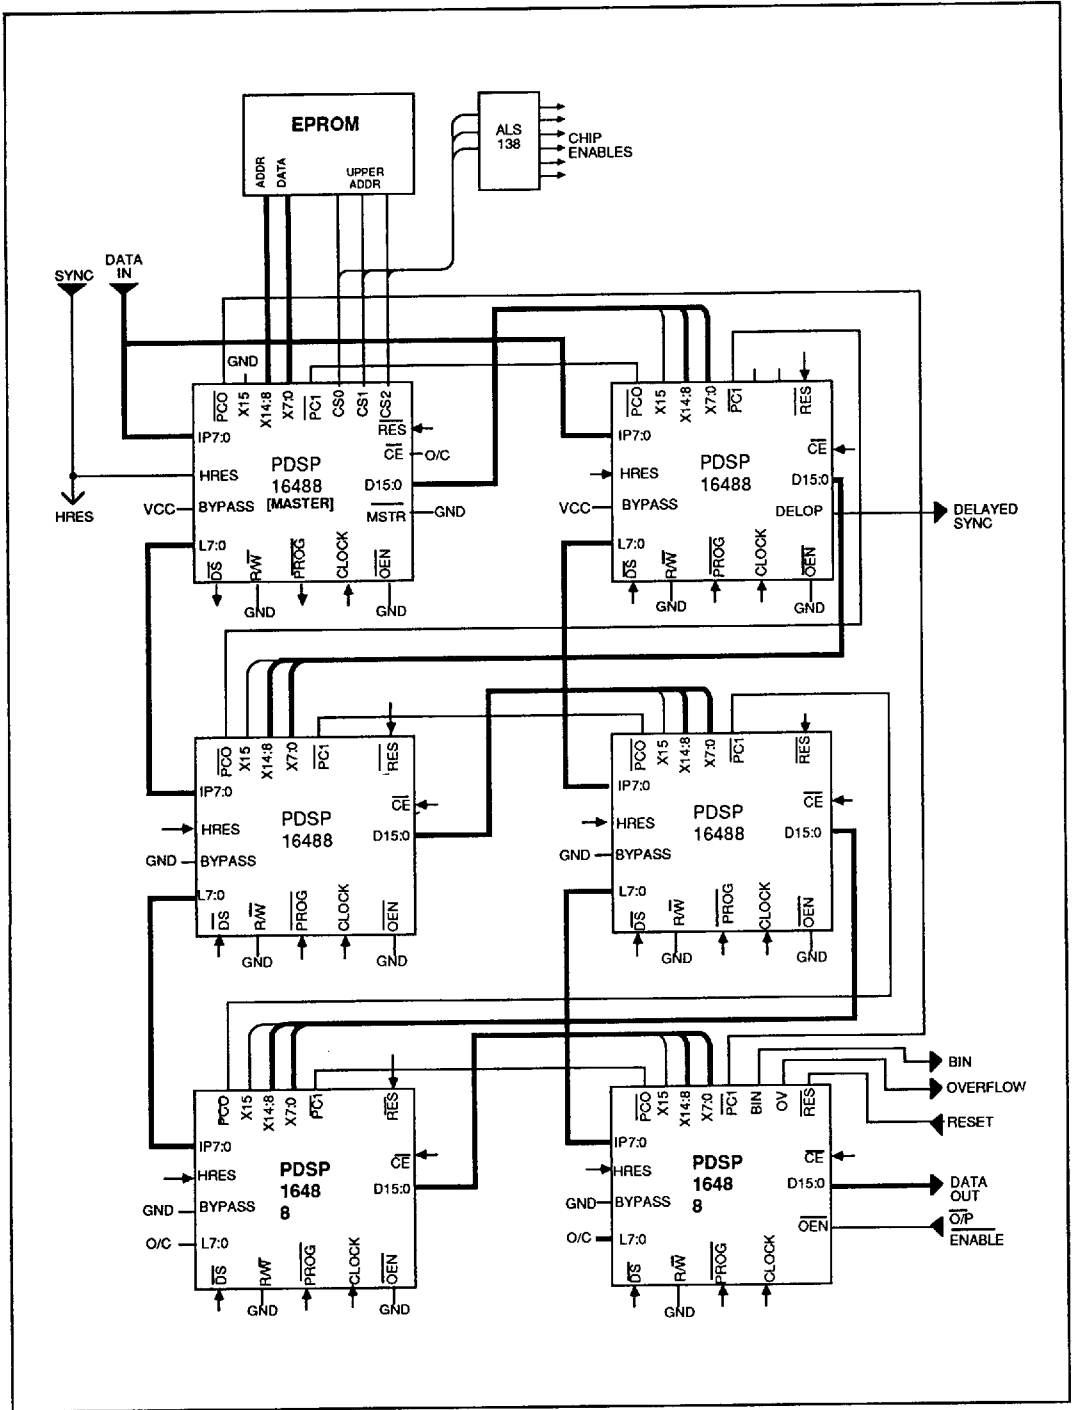 EPROM
ADDR
DATA
UPPER
ADDR
ALS
138
CHIP
ENABLES
SYNC
DATA
IN
HRES
GND
PCO
X15
X14:8
X7:0
PC1
CS0
CS1
CS2
RES
IP7:0
CE
O/C
HRES
PDSP
16488
[MASTER]
D15:0
VCC
BYPASS
MSTR
GND
L7:0
DS
R/W
PROG
CLOCK
OEN
GND
GND
PCO
X15
X14:8
X7:0
PC1
RES
IP7:0
CE
HRES
PDSP
16488
D15:0
VCC
BYPASS
DELOP
DELAYED
SYNC
L7:0
DS
R/W
PROG
CLOCK
OEN
GND
GND
PCO
X15
X14:8
X7:0
PC1
RES
IP7:0
CE
HRES
PDSP
16488
D15:0
GND
BYPASS
L7:0
DS
R/W
PROG
CLOCK
OEN
GND
GND
PCO
X15
X14:8
X7:0
PC1
RES
IP7:0
CE
HRES
PDSP
16488
D15:0
GND
BYPASS
L7:0
DS
R/W
PROG
CLOCK
OEN
GND
GND
PCO
X15
X14:8
X7:0
PC1
RES
IP7:0
CE
HRES
PDSP
1648
8
D15:0
GND
BYPASS
O/C
L7:0
DS
R/W
PROG
CLOCK
OEN
GND
GND
PCO
X15
X14:8
X7:0
PC1
BIN
OV
RES
BIN
OVERFLOW
RESET
IP7:0
CE
HRES
PDSP
1648
8
D15:0
DATA
OUT
GND
BYPASS
OEN
O/P
ENABLE
O/C
L7:0
DS
R/W
PROG
CLOCK
GND